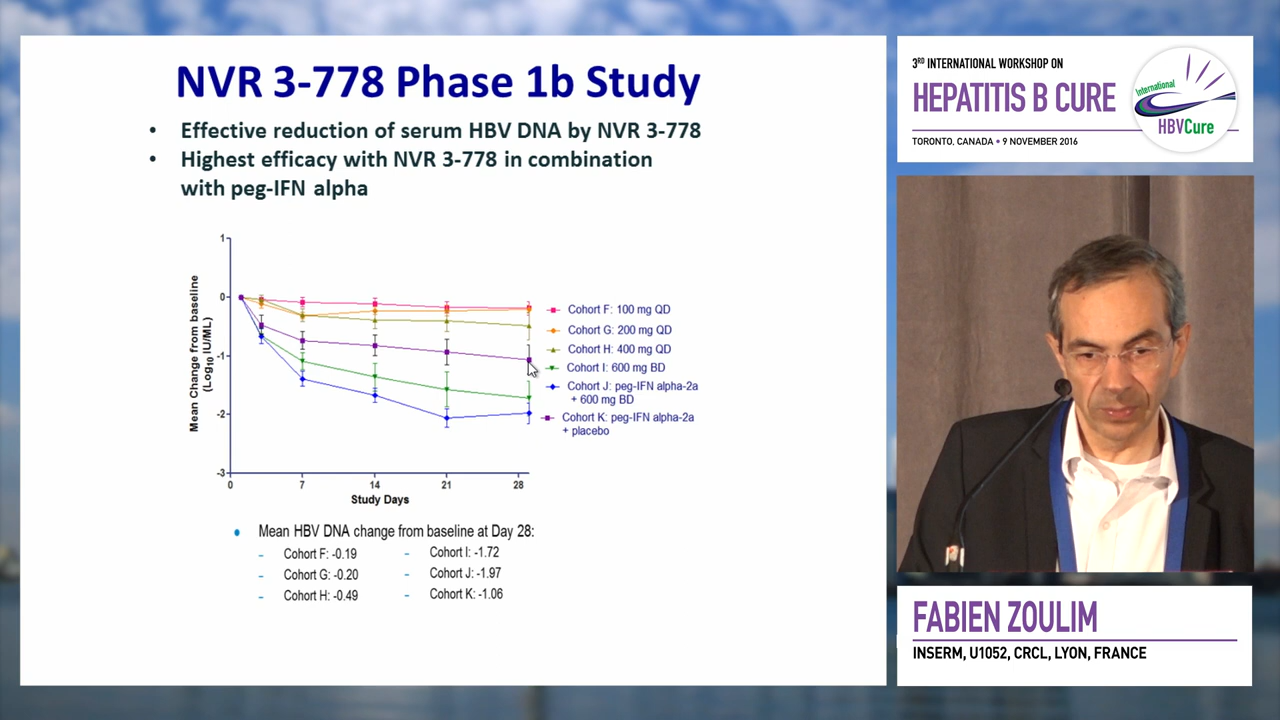 NVR 3-778 Phase 1b Study
• Effective reduction of serum HBV DNA by NVR 3-778
• Highest efficacy with NVR 3-778 in combination
with peg-IFN alpha
Mean Change from baseline
(Log10 IU/ML)
1
0
-1
-2
-3
0 7 14 21 28
Study Days
Cohort F: 100 mg QD
Cohort G: 200 mg QD
Cohort H: 400 mg QD
Cohort I: 600 mg BD
Cohort J: peg-IFN alpha-2a
+ 600 mg BD
Cohort K: peg-IFN alpha-2a
+ placebo
• Mean HBV DNA change from baseline at Day 28:
- Cohort F: -0.19
- Cohort G: -0.20
- Cohort H: -0.49
- Cohort I: -1.72
- Cohort J: -1.97
- Cohort K: -1.06
3RD INTERNATIONAL WORKSHOP ON
HEPATITIS B CURE
TORONTO, CANADA • 9 NOVEMBER 2016
International
HBVCure
FABIEN ZOULIM
INSERM, U1052, CRCL, LYON, FRANCE